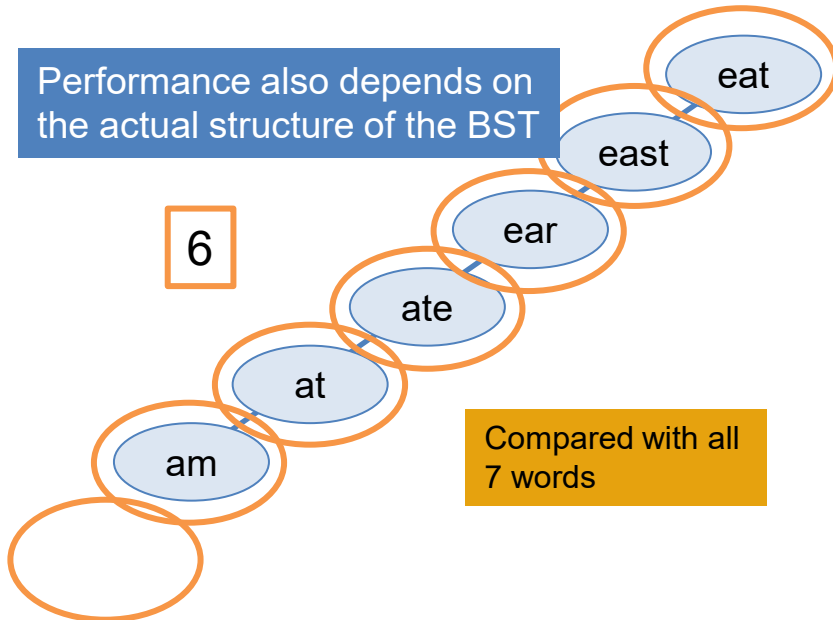 Performance also depends on
the actual structure of the BST
eat
east
ear
6
ate
at
am
Compared with all
7 words